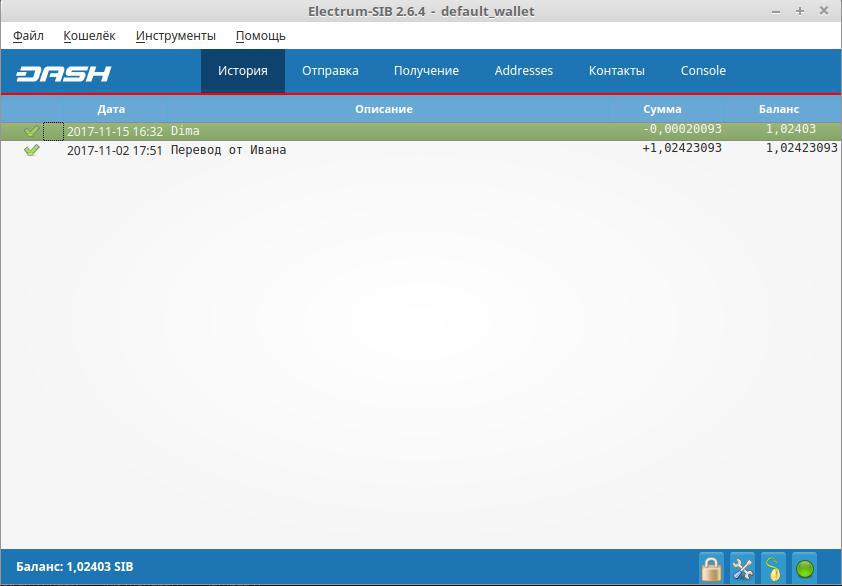 Electrum-SIB 2.6.4 - default_wallet
Файл Кошелёк Инструменты Помощь
DASH История Отправка Получение Addresses Контакты Console
Дата Описание Сумма Баланс
2017-11-15 16:32 Dima -0,00020093 1,02403
2017-11-02 17:51 Перевод от Ивана +1,02423093 1,02423093
Баланс: 1,02403 SIB